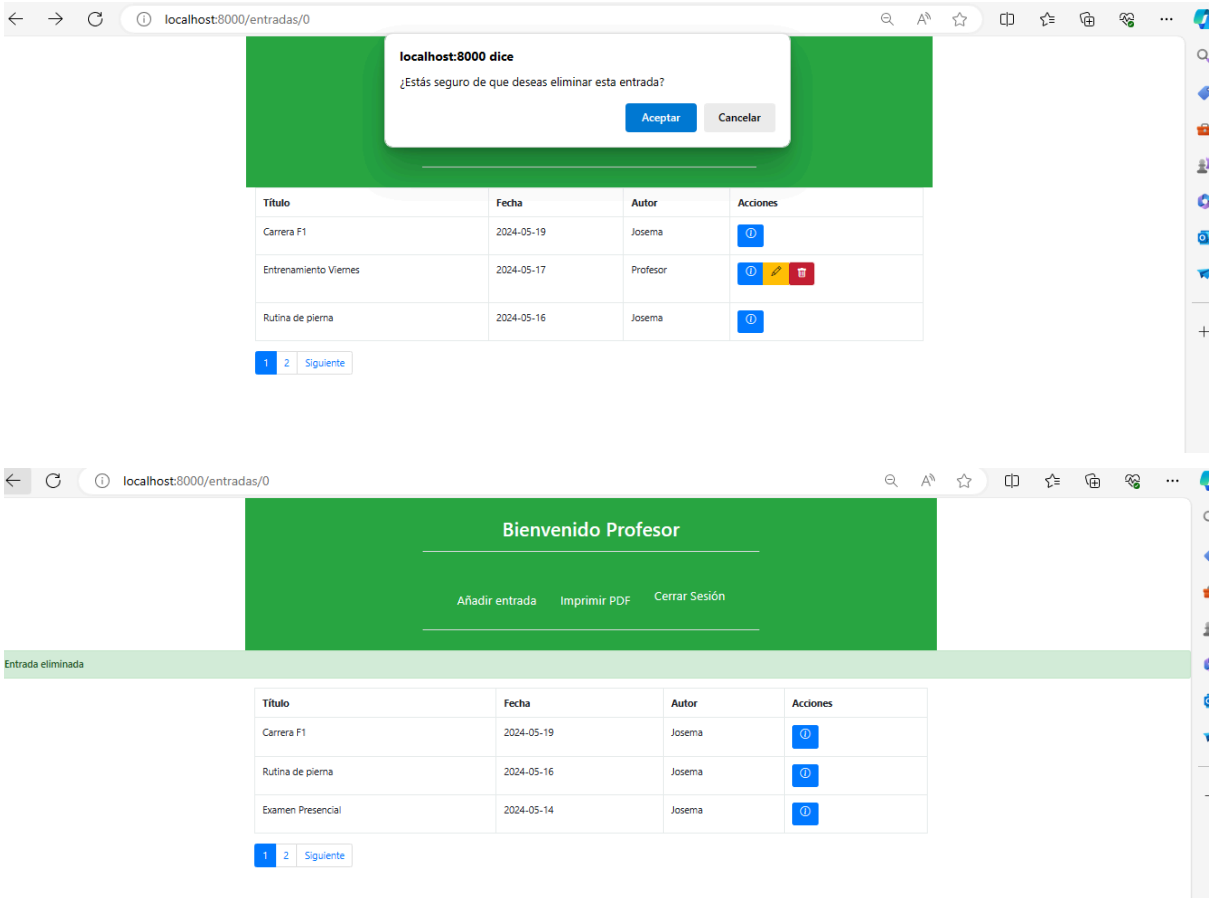 localhost:8000/entradas/0
localhost:8000 dice
¿Estás seguro de que deseas eliminar esta entrada?
Aceptar Cancelar
Título Fecha Autor Acciones
Carrera F1 2024-05-19 Josema
Entrenamiento Viernes 2024-05-17 Profesor
Rutina de pierna 2024-05-16 Josema
1 2 Siguiente
localhost:8000/entradas/0
Bienvenido Profesor
Añadir entrada Imprimir PDF Cerrar Sesión
Entrada eliminada
Título Fecha Autor Acciones
Carrera F1 2024-05-19 Josema
Rutina de pierna 2024-05-16 Josema
Examen Presencial 2024-05-14 Josema
1 2 Siguiente